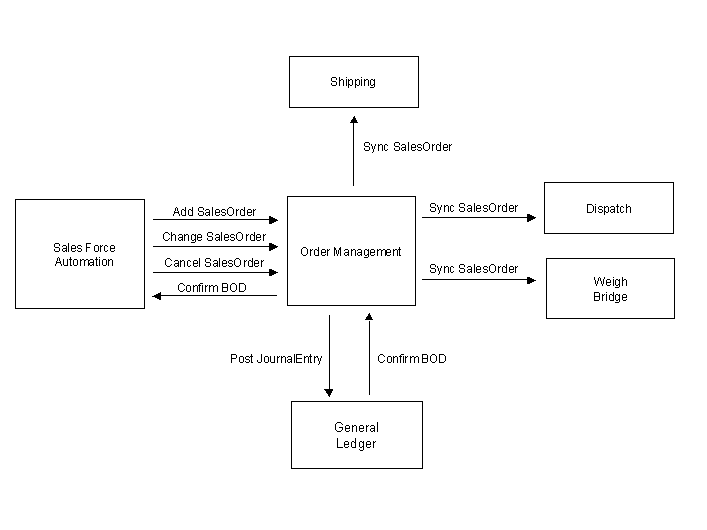 Shipping
Sync SalesOrder
Add SalesOrder
Change SalesOrder
Cancel SalesOrder
Confirm BOD
Sales Force
Automation
Order Management
Sync SalesOrder
Dispatch
Sync SalesOrder
Weigh
Bridge
Post JournalEntry
Confirm BOD
General
Ledger